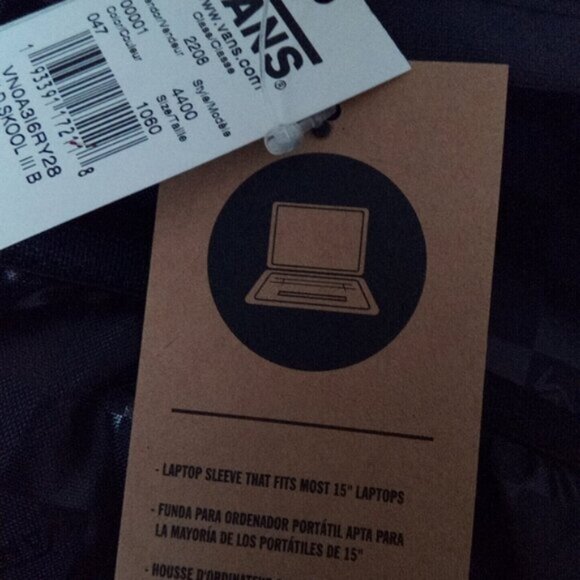 VANS®
www.vans.com
Class/Classe
2206
Style/Modèle
4400
Size/Taille
1060
00001
Color/Couleur
047
VN0A3I6RY28
D SKOOL III B
- LAPTOP SLEEVE THAT FITS MOST 15" LAPTOPS
- FUNDA PARA ORDENADOR PORTÁTIL APTA PARA
LA MAYORÍA DE LOS PORTÁTILES DE 15"
- HOUSSE